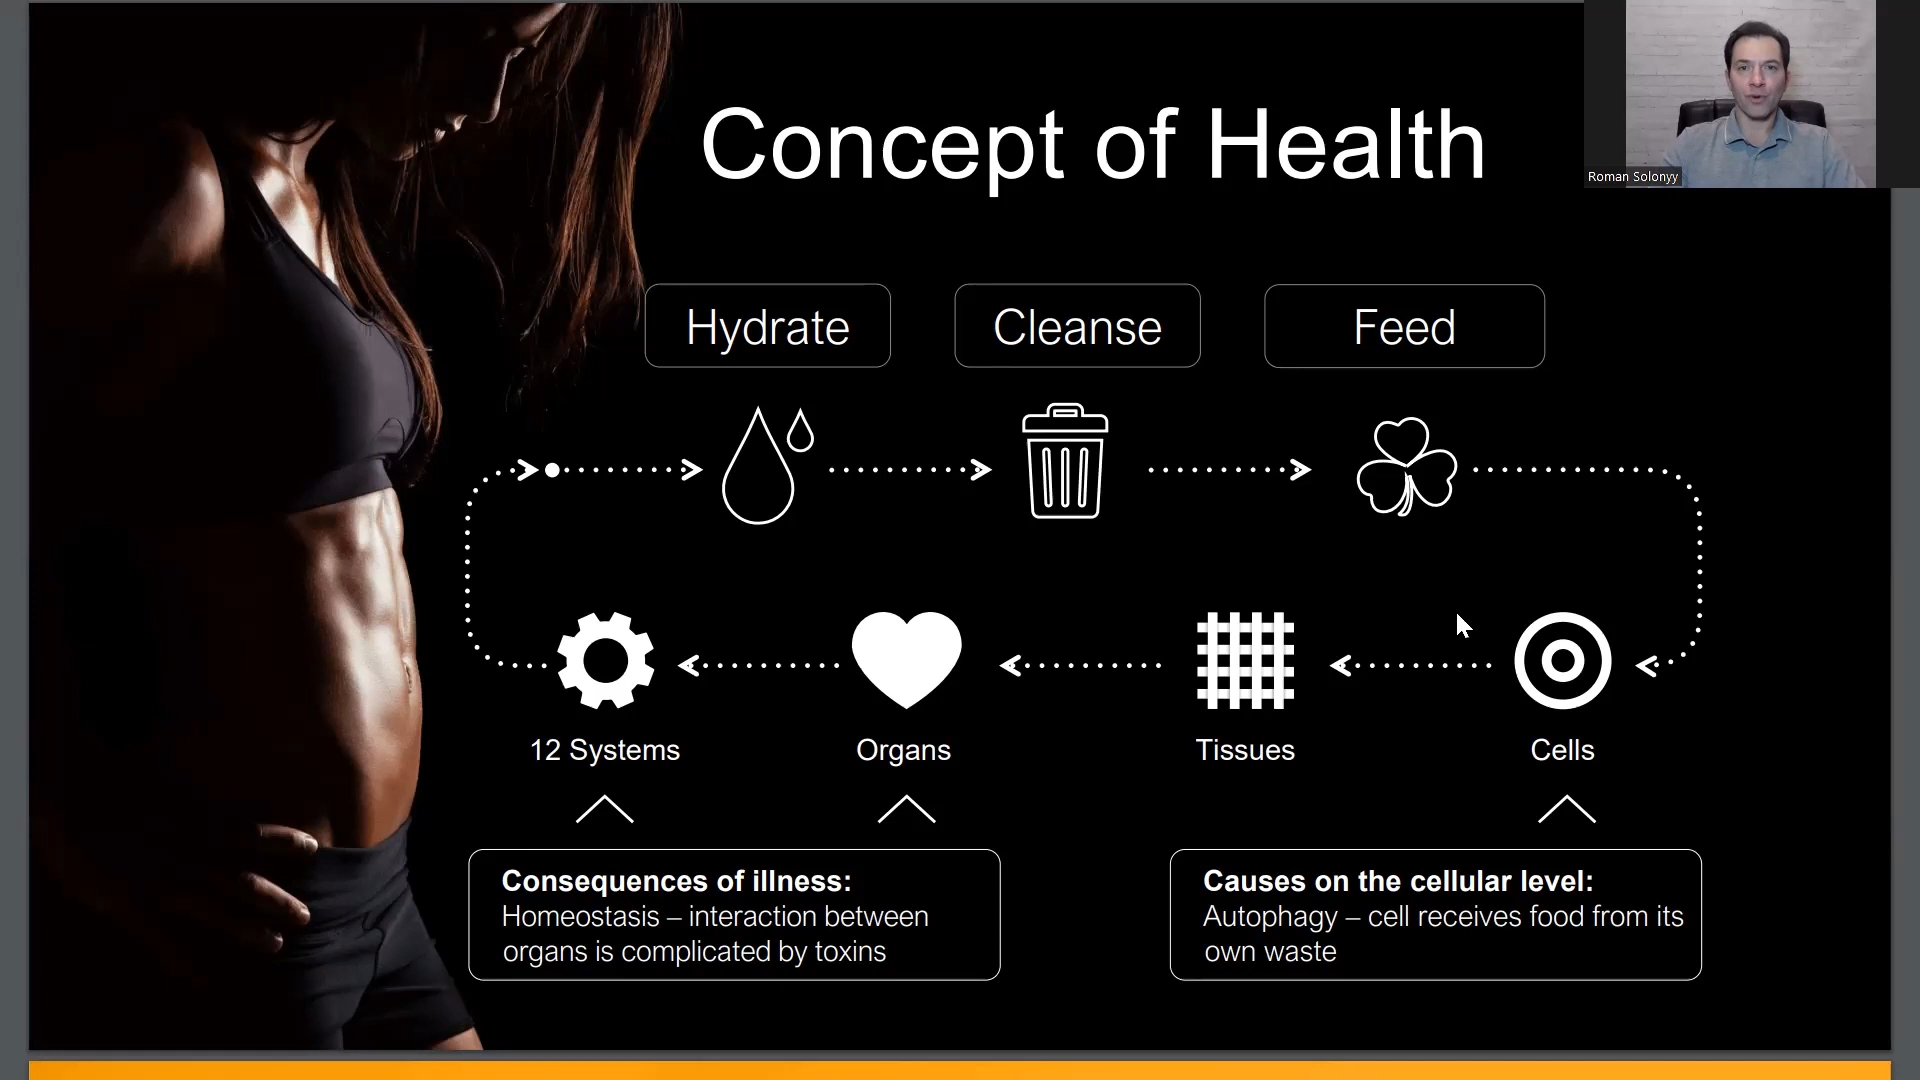 Concept of Health
Roman Solonyy
Hydrate
Cleanse
Feed
12 Systems
Organs
Tissues
Cells
Consequences of illness:
Homeostasis – interaction between
organs is complicated by toxins
Causes on the cellular level:
Autophagy – cell receives food from its
own waste